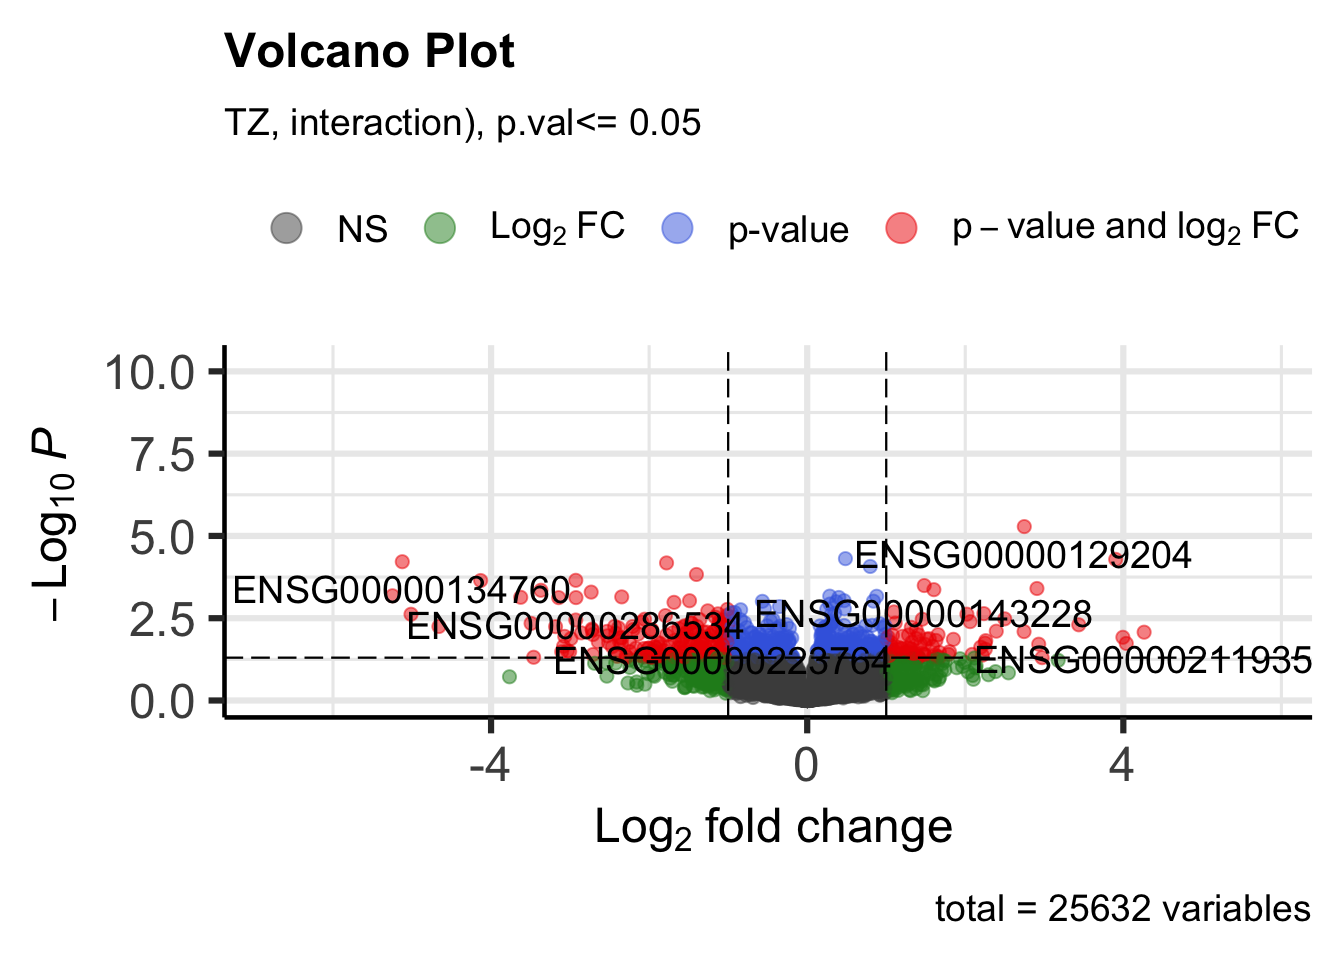 Volcano Plot
TZ, interaction), p.val<= 0.05
NS Log₂ FC p-value p – value and log₂ FC
10.0
7.5
5.0
2.5
0.0
–Log₁₀ P
ENSG00000129204
ENSG00000134760
ENSG00000143228
ENSG00000286534
ENSG00000223764
ENSG00000211935
-4 0 4
Log₂ fold change
total = 25632 variables